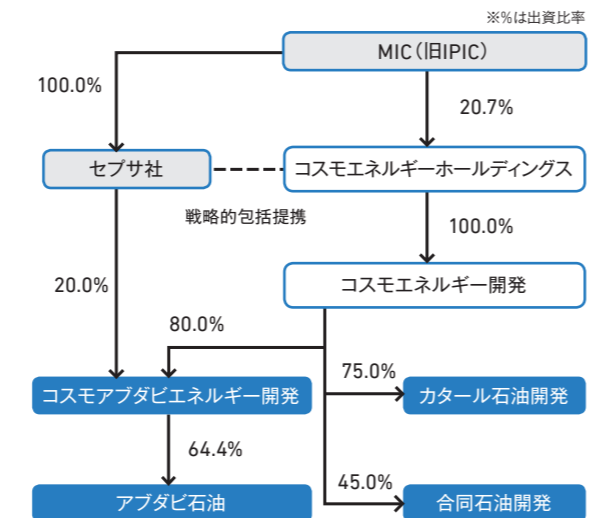 ※%は出資比率
MIC（旧IPIC）
100.0%
20.7%
セプサ社
コスモエネルギーホールディングス
戦略的包括提携
100.0%
コスモエネルギー開発
20.0%
80.0%
75.0%
コスモアブダビエネルギー開発
カタール石油開発
64.4%
45.0%
アブダビ石油
合同石油開発